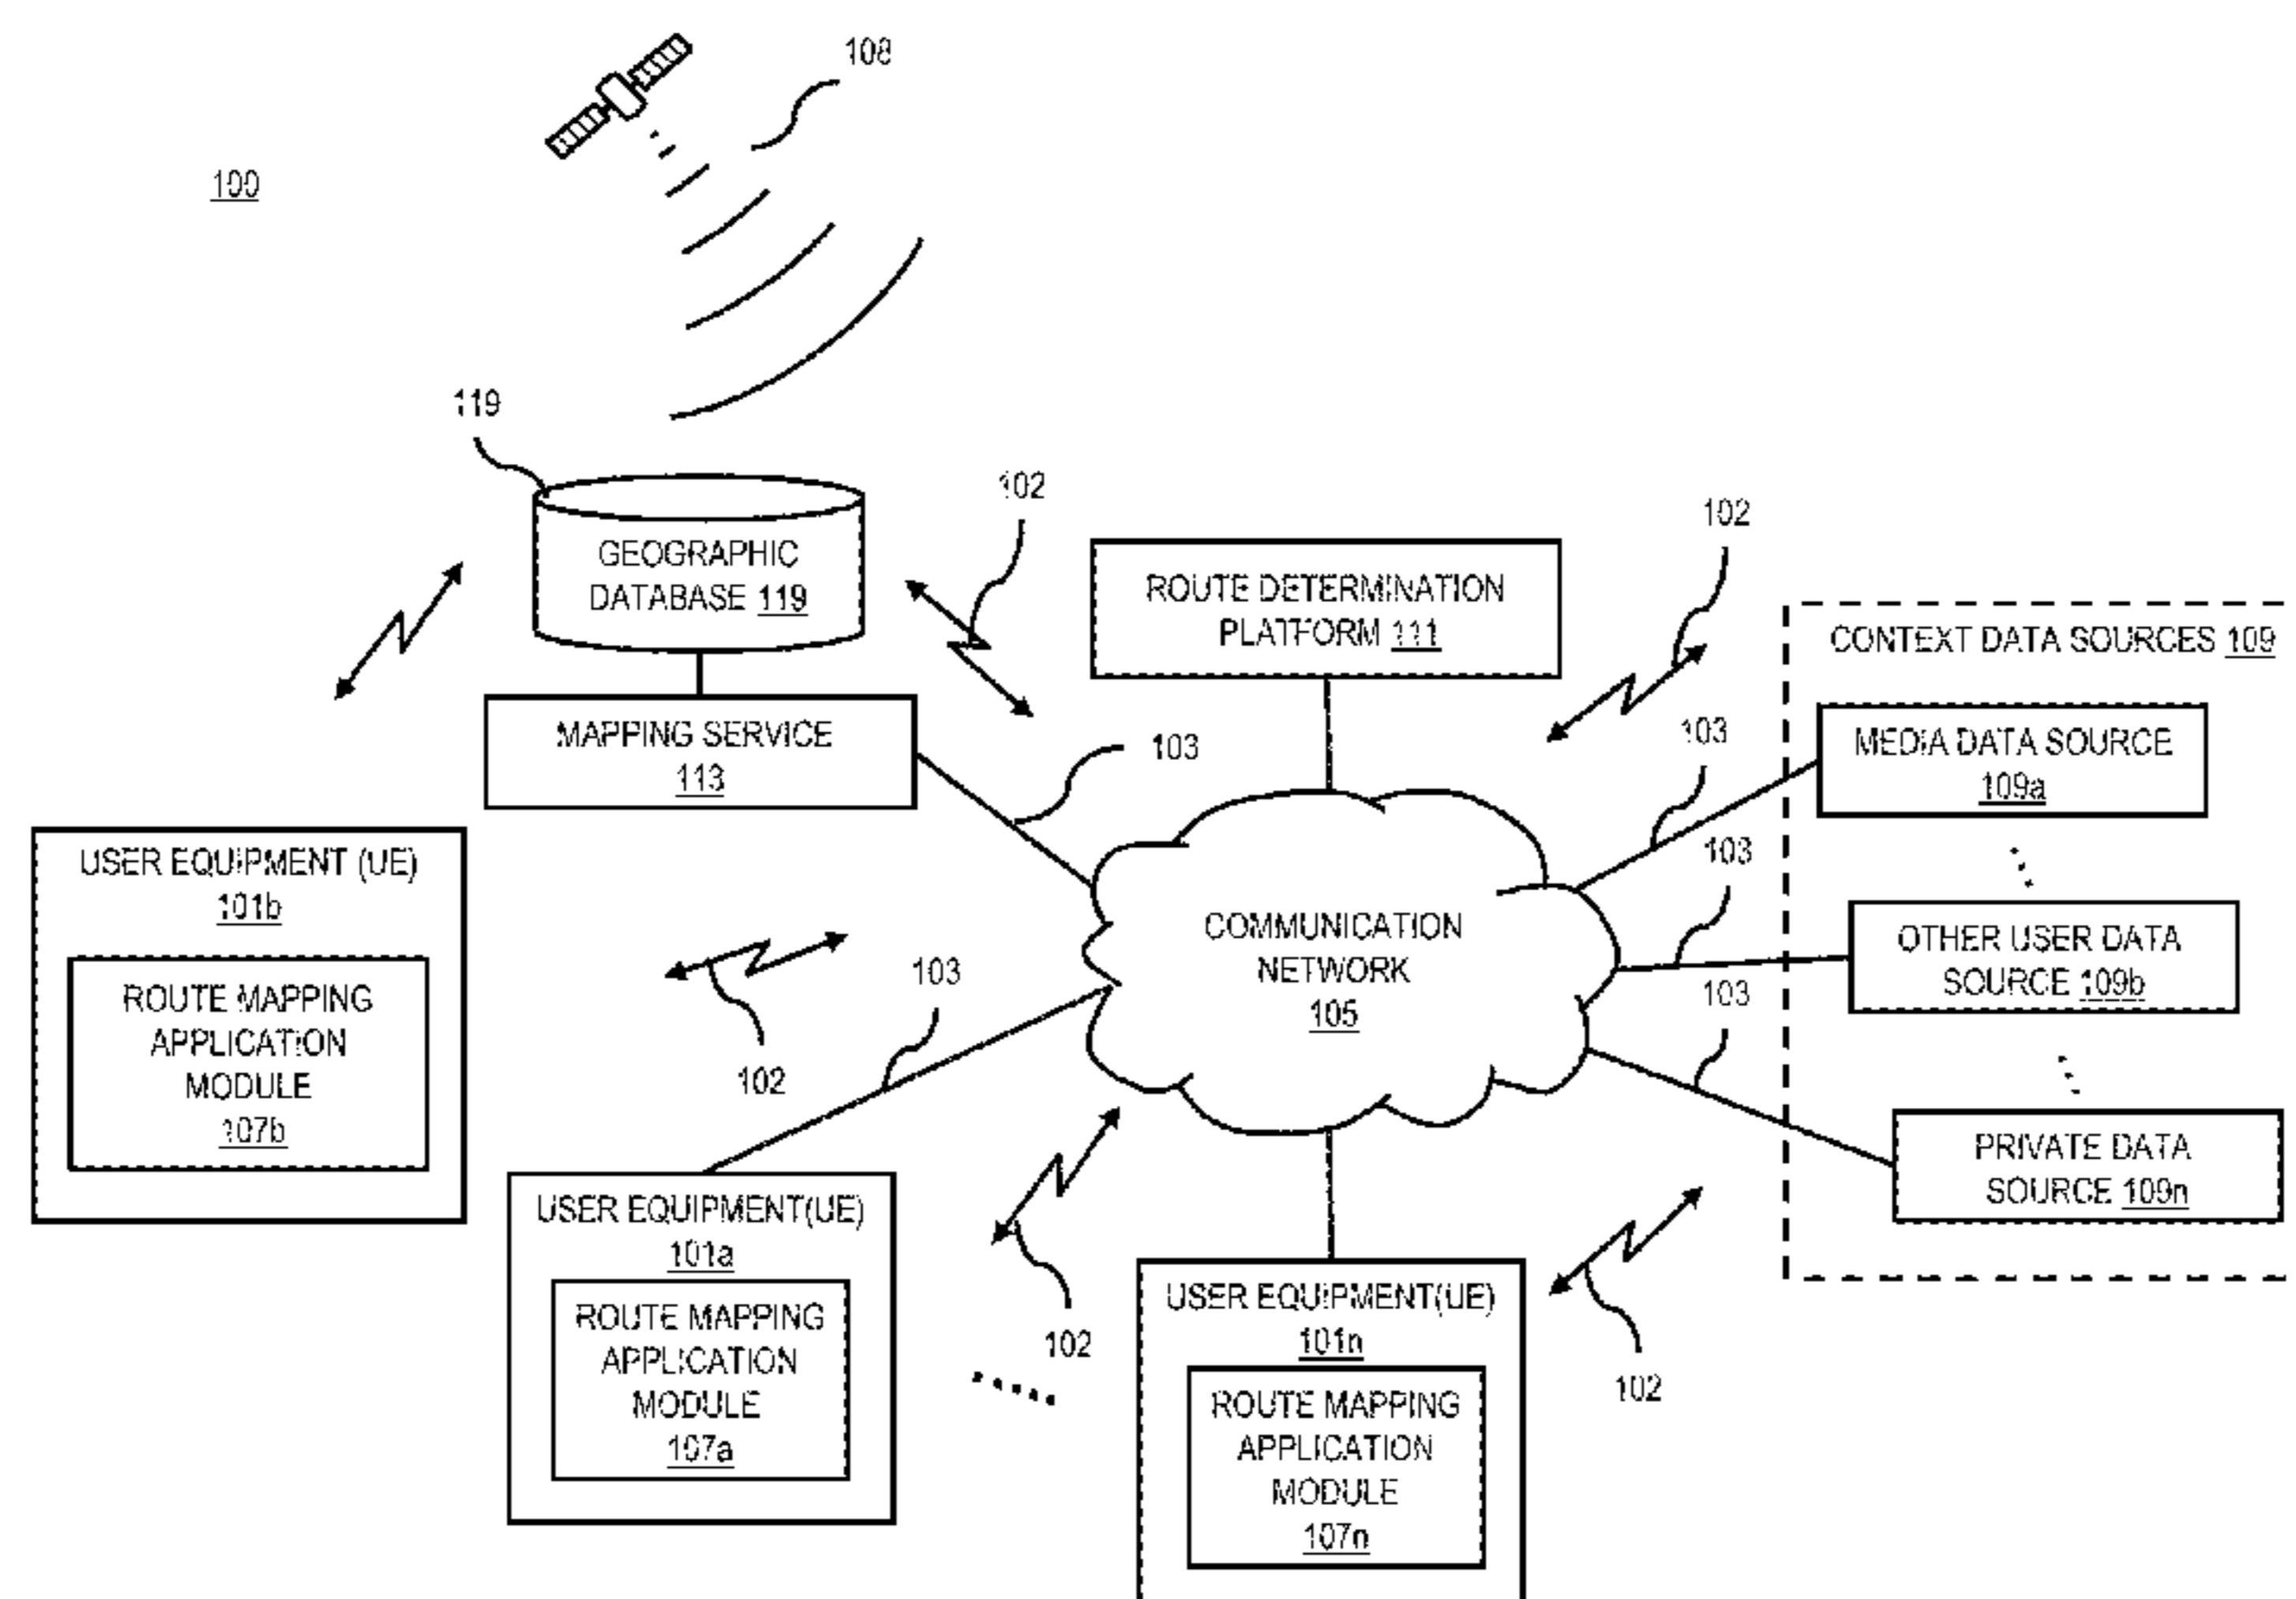 108
100
119
102
102
GEOGRAPHIC
DATABASE 119
ROUTE DETERMINATION
PLATFORM 111
CONTEXT DATA SOURCES 109
MAPPING SERVICE
113
103
103
MEDIA DATA SOURCE
109a
USER EQUIPMENT (UE)
101b
103
ROUTE MAPPING
APPLICATION
MODULE
107b
102
103
COMMUNICATION
NETWORK
105
OTHER USER DATA
SOURCE 109b
103
PRIVATE DATA
SOURCE 109n
USER EQUIPMENT(UE)
101a
ROUTE MAPPING
APPLICATION
MODULE
107a
102
USER EQUIPMENT(UE)
101n
ROUTE MAPPING
APPLICATION
MODULE
107n
102